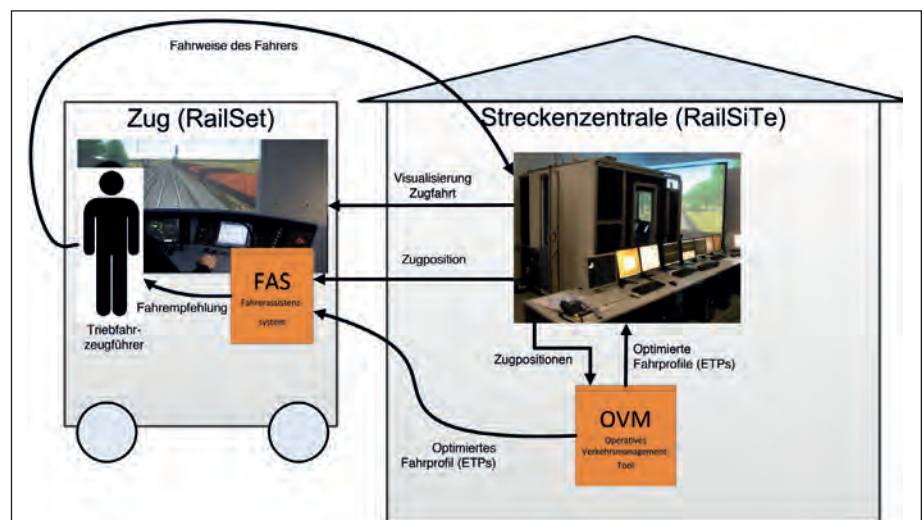 Fahrweise des Fahrers
Zug (RailSet)
Streckenzentrale (RailSiTe)
Visualisierung
Zugfahrt
Zugposition
FAS
Fahrerassistenz-
system
Fahrempfehlung
Triebfahr-
zeugführer
Zugpositionen
Optimierte
Fahrprofile (ETPs)
OVM
Operatives
Verkehrsmanagement
Tool
Optimiertes
Fahrprofil (ETPs)